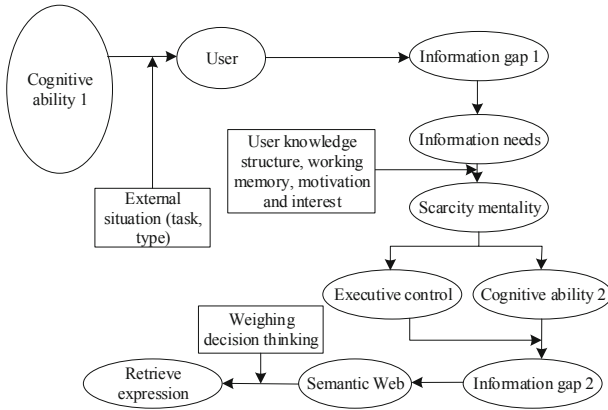 Cognitive
ability 1
User
Information gap 1
Information needs
User knowledge
structure, working
memory, motivation
and interest
External
situation (task,
type)
Scarcity mentality
Executive control
Cognitive ability 2
Weighing
decision thinking
Retrieve
expression
Semantic Web
Information gap 2